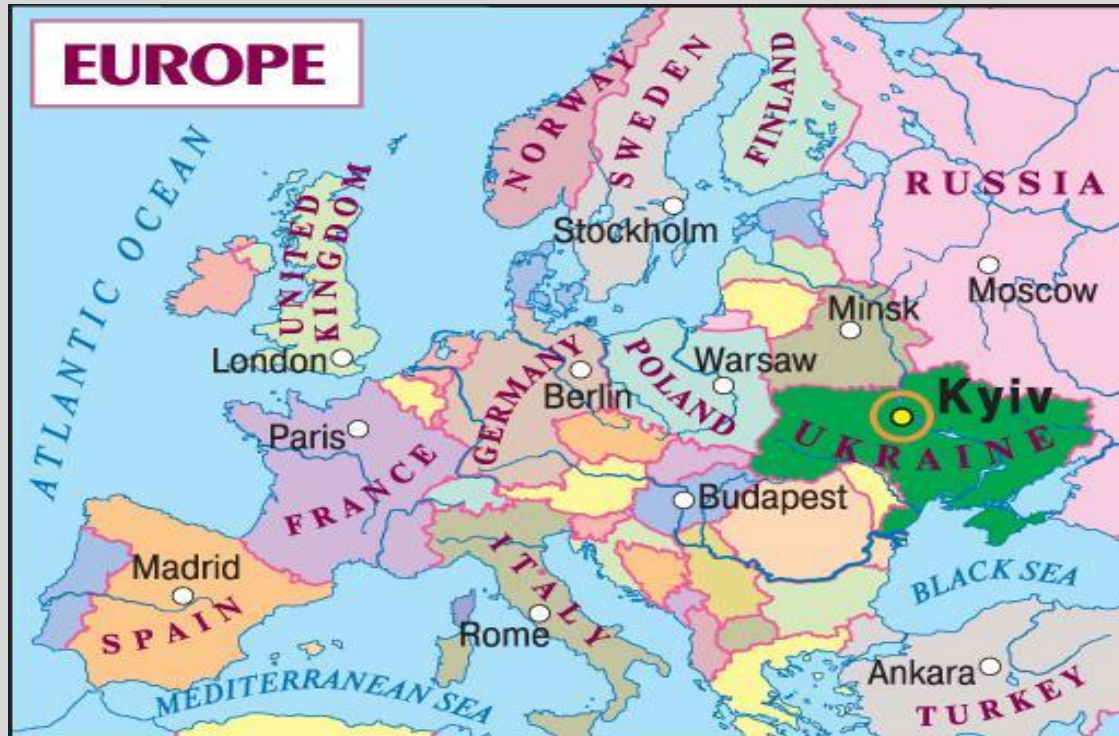 EUROPE
NORWAY
SWEDEN
FINLAND
RUSSIA
ATLANTIC OCEAN
UNITED
KINGDOM
Stockholm
Moscow
Minsk
London
Warsaw
Berlin
GERMANY
POLAND
Kyiv
UKRAINE
Paris
FRANCE
Budapest
Madrid
SPAIN
ITALY
Rome
BLACK SEA
MEDITERRANEAN SEA
Ankara
TURKEY